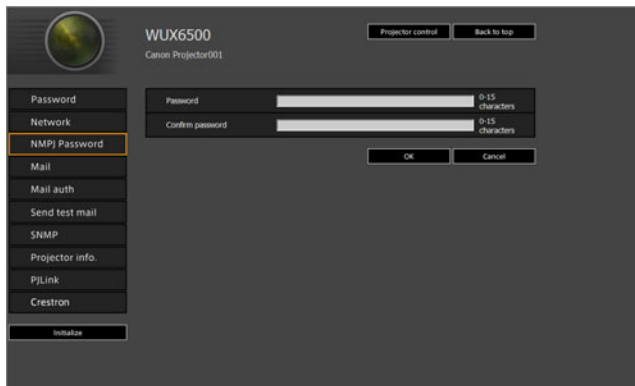 WUX6500
Canon Projector001
Projector control
Back to top
Password
Network
NMPJ Password
Mail
Mail auth
Send test mail
SNMP
Projector info.
PJLink
Crestron
Initialize
Password
0-15
characters
Confirm password
0-15
characters
OK
Cancel